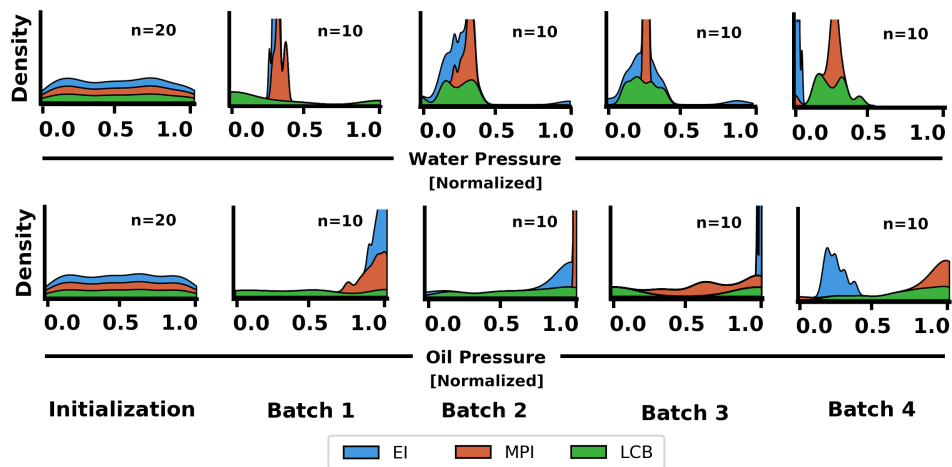 Density
n=20
n=10
n=10
n=10
n=10
0.0 0.5 1.0
0.0 0.5 1.0
0.0 0.5 1.0
0.0 0.5 1.0
0.0 0.5 1.0
Water Pressure
[Normalized]
Density
n=20
n=10
n=10
n=10
n=10
0.0 0.5 1.0
0.0 0.5 1.0
0.0 0.5 1.0
0.0 0.5 1.0
0.0 0.5 1.0
Oil Pressure
[Normalized]
Initialization
Batch 1
Batch 2
Batch 3
Batch 4
EI
MPI
LCB